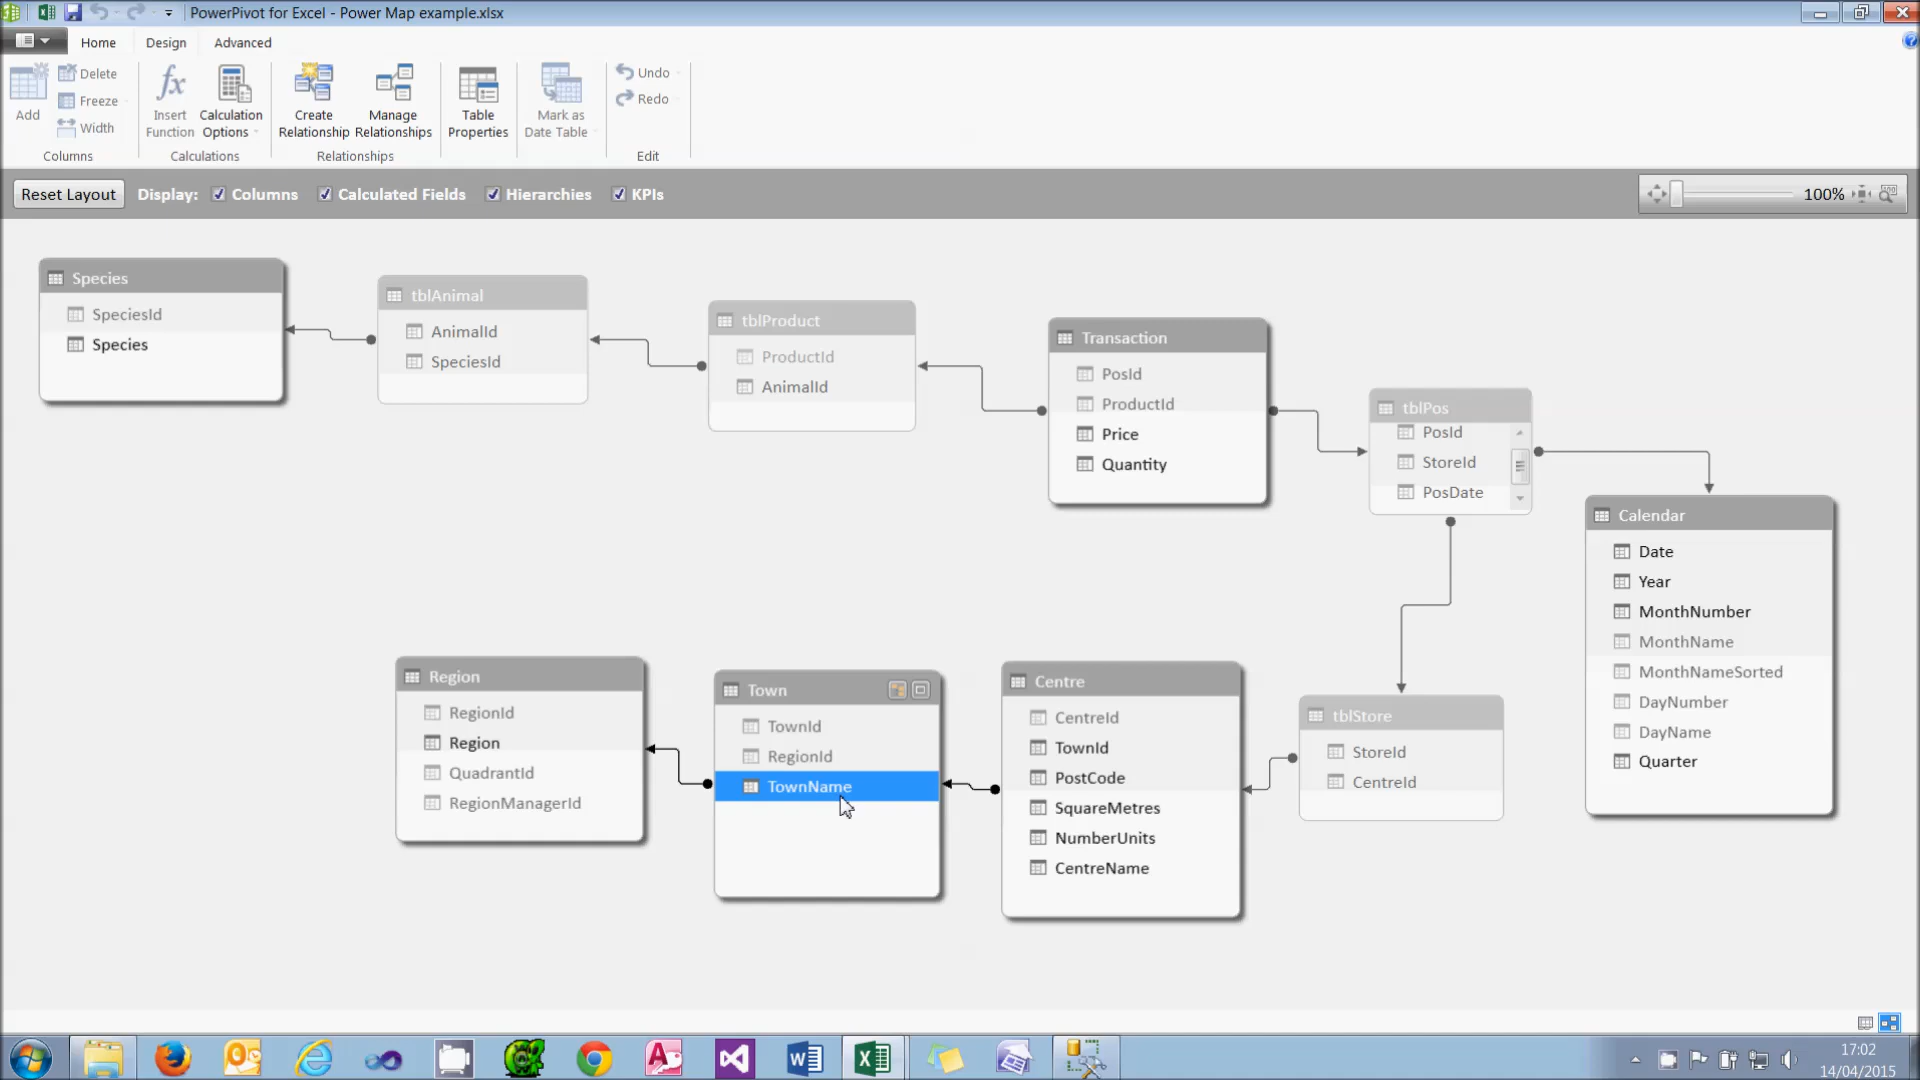 PowerPivot for Excel - Power Map example.xlsx
Home Design Advanced
Add
Delete
Freeze
Width
Columns
Insert Function
Calculation Options
Calculations
Create Relationship
Manage Relationships
Relationships
Table Properties
Mark as Date Table
Undo
Redo
Edit
Reset Layout Display: Columns Calculated Fields Hierarchies KPIs 100%
Species
SpeciesId
Species
tblAnimal
AnimalId
SpeciesId
tblProduct
ProductId
AnimalId
Transaction
PosId
ProductId
Price
Quantity
tblPos
PosId
StoreId
PosDate
Calendar
Date
Year
MonthNumber
MonthName
MonthNameSorted
DayNumber
DayName
Quarter
Region
RegionId
Region
QuadrantId
RegionManagerId
Town
TownId
RegionId
TownName
Centre
CentreId
TownId
PostCode
SquareMetres
NumberUnits
CentreName
tblStore
StoreId
CentreId
17:02
14/04/2015